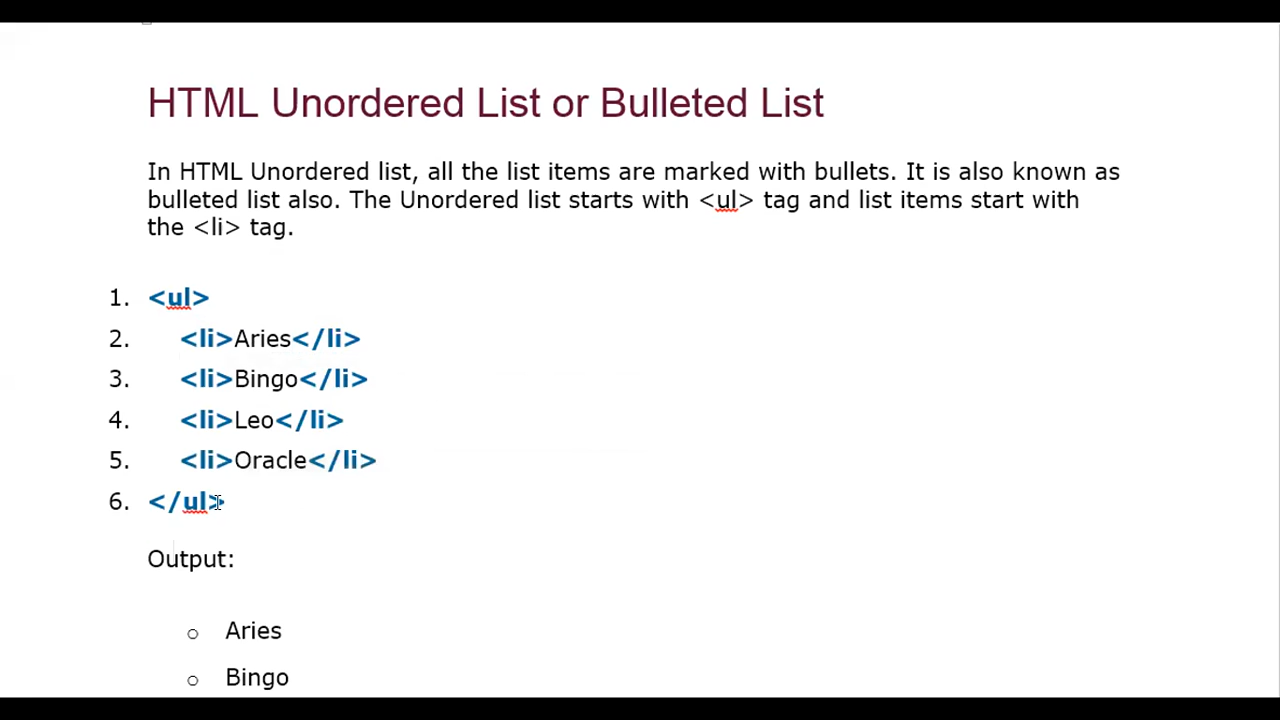 HTML Unordered List or Bulleted List
In HTML Unordered list, all the list items are marked with bullets. It is also known as
bulleted list also. The Unordered list starts with <ul> tag and list items start with
the <li> tag.
1. <ul>
2. <li>Aries</li>
3. <li>Bingo</li>
4. <li>Leo</li>
5. <li>Oracle</li>
6. </ul>
Output:
o Aries
o Bingo